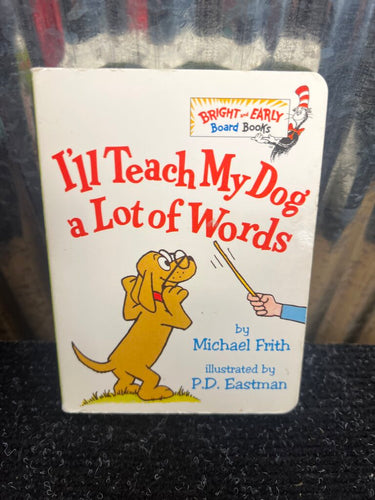 BRIGHT and EARLY
Board Books
I'll Teach My Dog
a Lot of Words
by
Michael Frith
illustrated by
P.D. Eastman